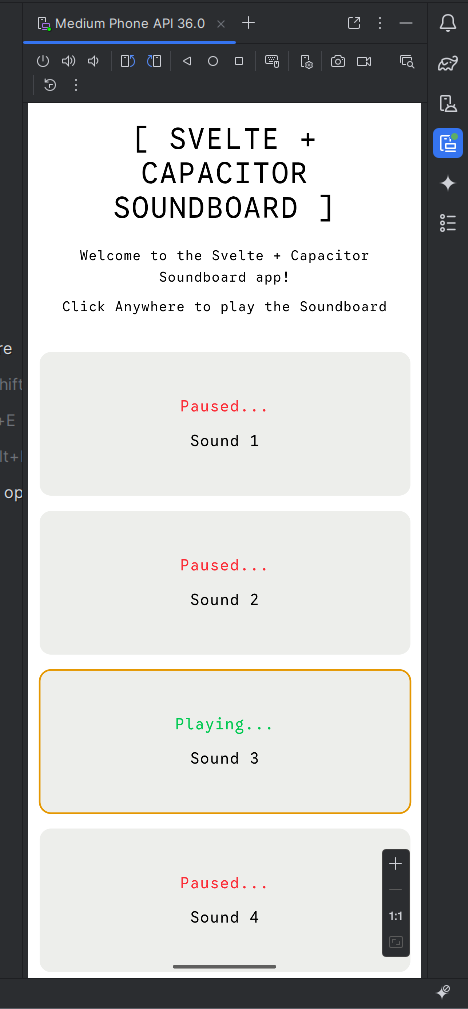 Medium Phone API 36.0
[ SVELTE +
CAPACITOR
SOUNDBOARD ]
Welcome to the Svelte + Capacitor
Soundboard app!
Click Anywhere to play the Soundboard
re
Shift
+E
lt+
op
Paused...
Sound 1
Paused...
Sound 2
Playing...
Sound 3
Paused...
Sound 4
1:1